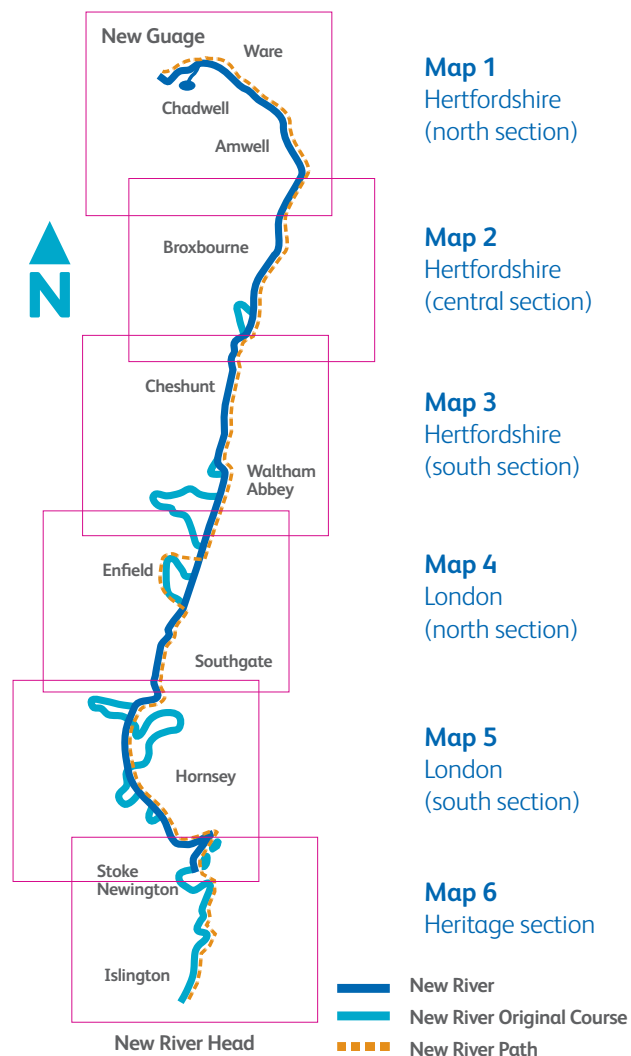 New Guage
Ware
Chadwell
Amwell
Map 1
Hertfordshire
(north section)
N
Broxbourne
Map 2
Hertfordshire
(central section)
Cheshunt
Waltham
Abbey
Map 3
Hertfordshire
(south section)
Enfield
Southgate
Map 4
London
(north section)
Hornsey
Map 5
London
(south section)
Stoke
Newington
Islington
Map 6
Heritage section
New River Head
New River
New River Original Course
New River Path